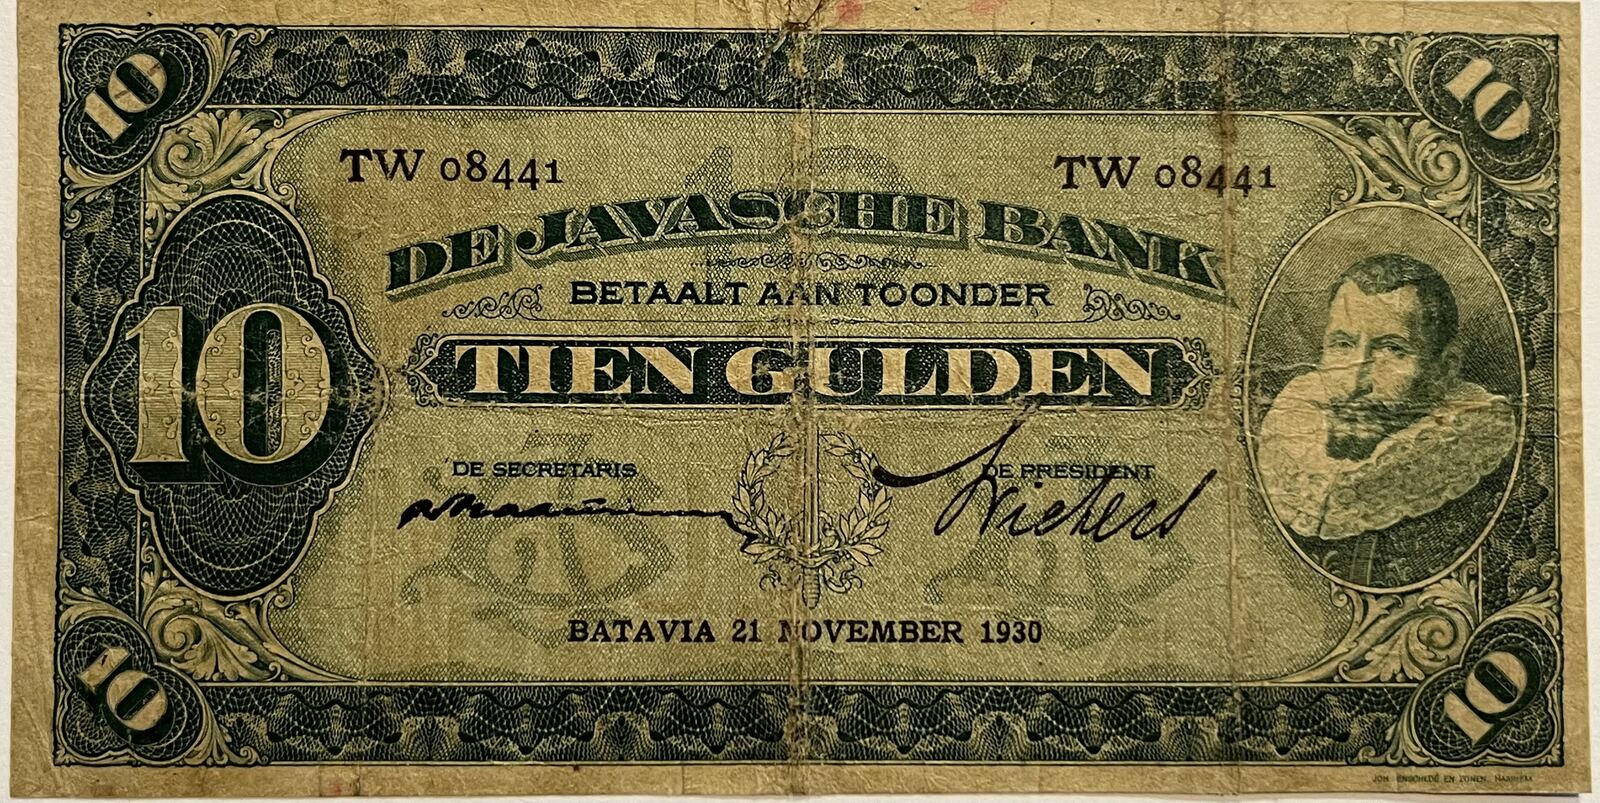 10 10
TW 08441 TW 08441
DE JAVASCHE BANK
BETAALT AAN TOONDER
10 TIEN GULDEN
DE SECRETARIS DE PRESIDENT
BATAVIA 21 NOVEMBER 1930
10 10
JOH. ENSCHEDÉ EN ZONEN. HAARLEM